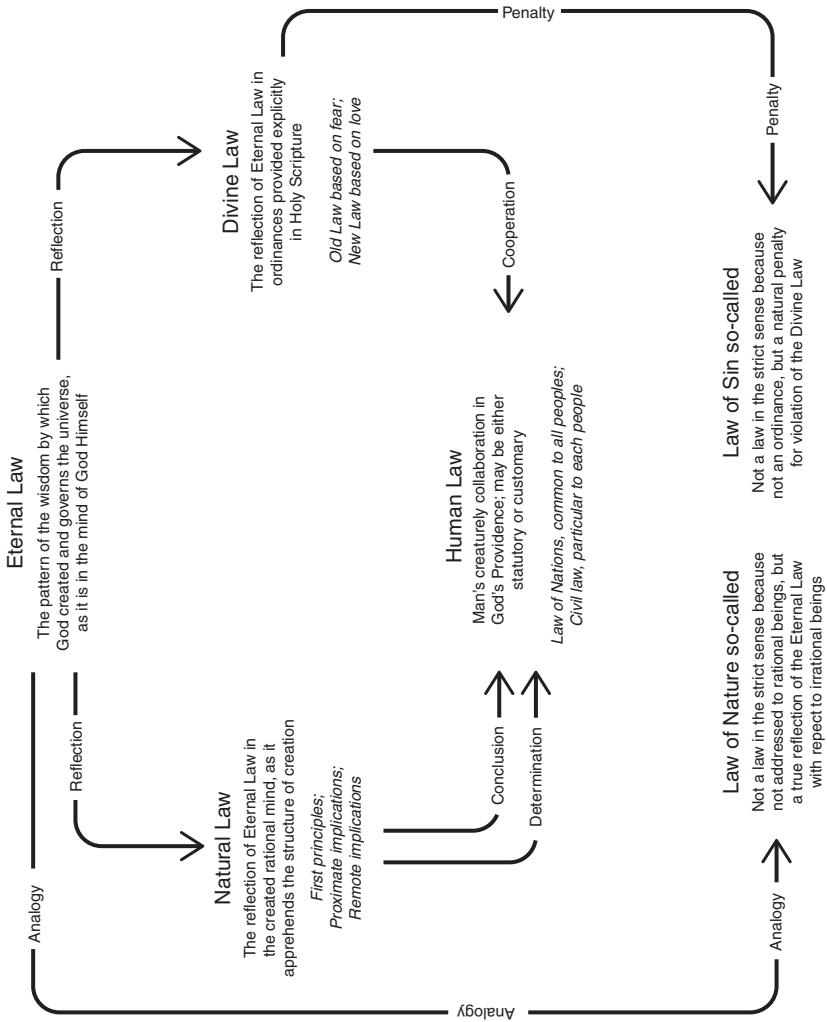 Eternal Law
The pattern of the wisdom by which
God created and governs the universe,
as it is in the mind of God Himself
Analogy
Reflection
Reflection
Natural Law
The reflection of Eternal Law in
the created rational mind, as it
apprehends the structure of creation
First principles;
Proximate implications;
Remote implications
Divine Law
The reflection of Eternal Law in
ordinances provided explicitly
in Holy Scripture
Old Law based on fear;
New Law based on love
Penalty
Analogy
Conclusion
Determination
Cooperation
Human Law
Man's creaturely collaboration in
God's Providence; may be either
statutory or customary
Law of Nations, common to all peoples;
Civil law, particular to each people
Analogy
Penalty
Law of Nature so-called
Not a law in the strict sense because
not addressed to rational beings, but
a true reflection of the Eternal Law
with repect to irrational beings
Law of Sin so-called
Not a law in the strict sense because
not an ordinance, but a natural penalty
for violation of the Divine Law